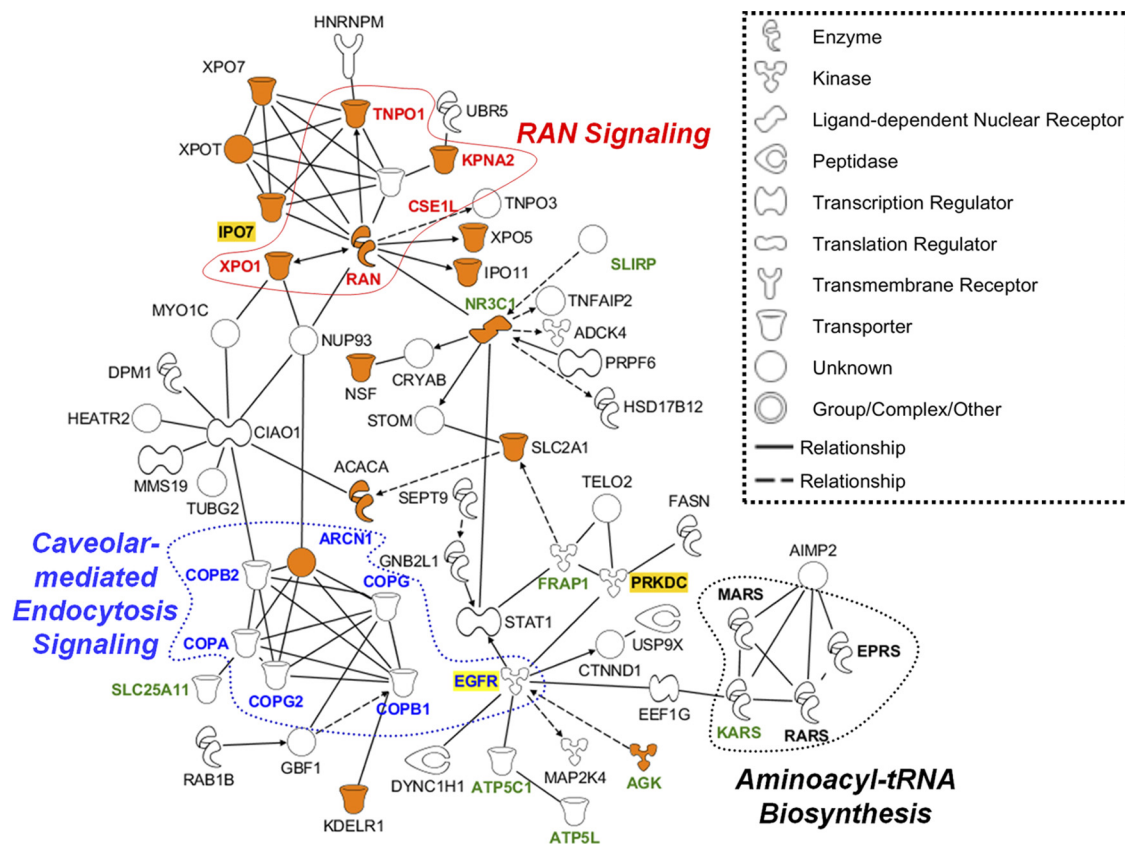 HNRNPM
XPO7
TNPO1
UBR5
RAN Signaling
XPOT
KPNA2
CSE1L
TNPO3
IPO7
XPO5
XPO1
RAN
IPO11
SLIRP
NR3C1
TNFAIP2
MYO1C
NUP93
ADCK4
PRPF6
DPM1
NSF
CRYAB
HSD17B12
HEATR2
CIAO1
STOM
SLC2A1
MMS19
ACACA
TELO2
TUBG2
SEPT9
FASN
Caveolar-
mediated
Endocytosis
Signaling
ARCN1
AIMP2
COPB2
COPG
GNB2L1
FRAP1
PRKDC
MARS
STAT1
COPA
USP9X
EPRS
CTNND1
SLC25A11
COPG2
COPB1
EGFR
EEF1G
KARS
RARS
RAB1B
GBF1
DYNC1H1
ATP5C1
MAP2K4
AGK
Aminoacyl-tRNA
Biosynthesis
KDELR1
ATP5L
Enzyme
Kinase
Ligand-dependent Nuclear Receptor
Peptidase
Transcription Regulator
Translation Regulator
Transmembrane Receptor
Transporter
Unknown
Group/Complex/Other
Relationship
Relationship